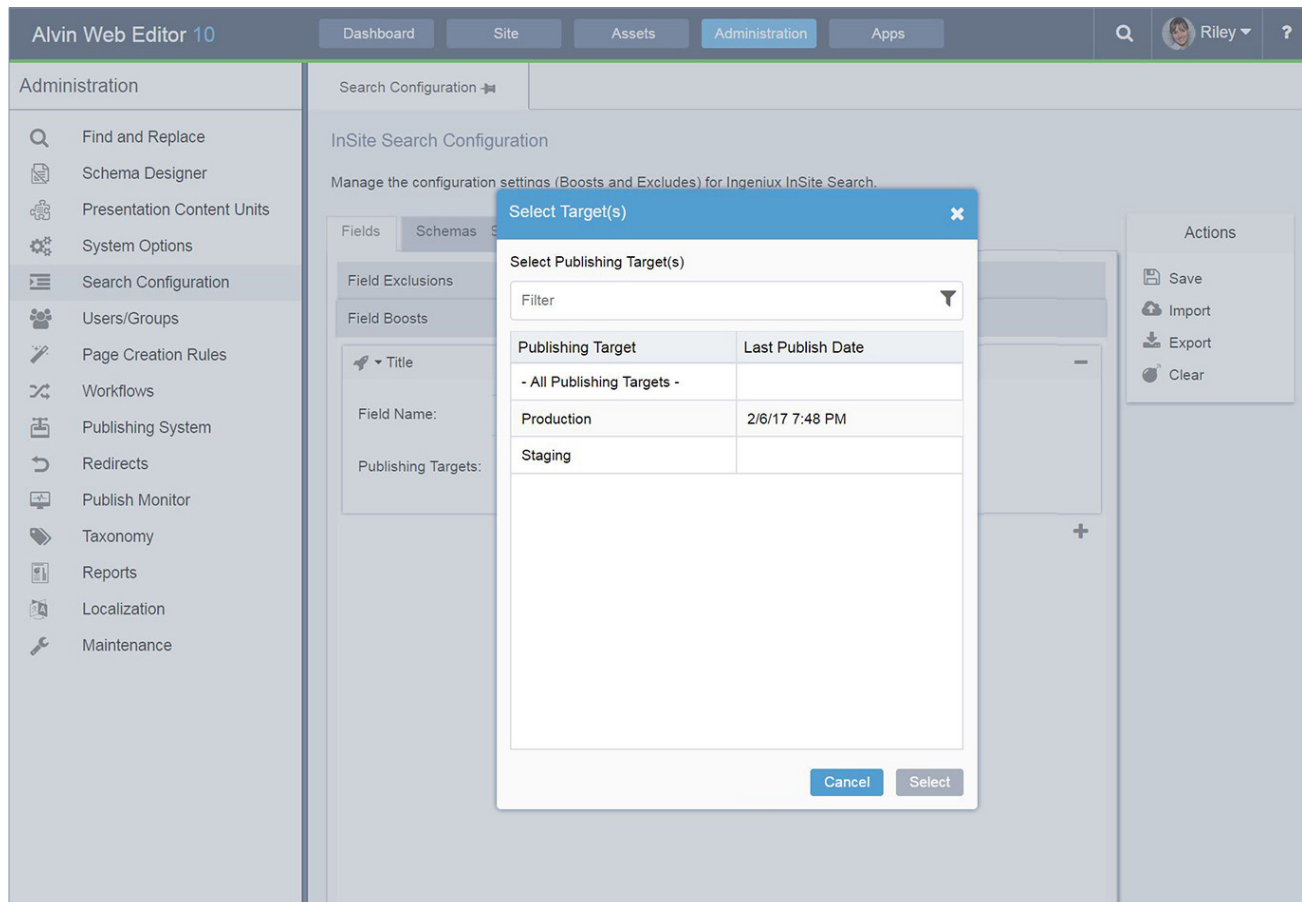 Alvin Web Editor 10
Dashboard
Site
Assets
Administration
Apps
Riley
?
Administration
Find and Replace
Schema Designer
Presentation Content Units
System Options
Search Configuration
Users/Groups
Page Creation Rules
Workflows
Publishing System
Redirects
Publish Monitor
Taxonomy
Reports
Localization
Maintenance
Search Configuration
InSite Search Configuration
Manage the configuration settings (Boosts and Excludes) for Ingeniux InSite Search.
Fields
Schemas
Field Exclusions
Field Boosts
Title
Field Name:
Publishing Targets:
Select Target(s)
Select Publishing Target(s)
Filter
Publishing Target Last Publish Date
- All Publishing Targets -
Production 2/6/17 7:48 PM
Staging
Cancel
Select
Actions
Save
Import
Export
Clear